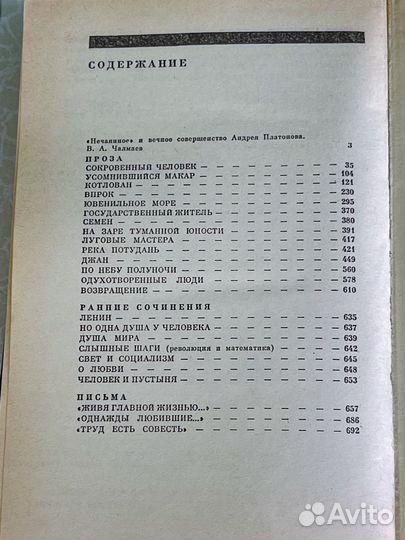 СОДЕРЖАНИЕ
«Нечаянное» и вечное совершенство Андрея Платонова.
В. А. Чалмаев 3
ПРОЗА
СОКРОВЕННЫЙ ЧЕЛОВЕК — — — — — — — 35
УСОМНИВШИЙСЯ МАКАР — — — — — — — 104
КОТЛОВАН — — — — — — — — — — 121
ВПРОК — — — — — — — — — — — 230
ЮВЕНИЛЬНОЕ МОРЕ — — — — — — — — 295
ГОСУДАРСТВЕННЫЙ ЖИТЕЛЬ — — — — — — 370
СЕМЕН — — — — — — — — — — — 380
НА ЗАРЕ ТУМАННОЙ ЮНОСТИ — — — — — — 391
ЛУГОВЫЕ МАСТЕРА — — — — — — — — 417
РЕКА ПОТУДАНЬ — — — — — — — — — 421
ДЖАН — — — — — — — — — — — 449
ПО НЕБУ ПОЛУНОЧИ — — — — — — — — 560
ОДУХОТВОРЕННЫЕ ЛЮДИ — — — — — — — 578
ВОЗВРАЩЕНИЕ — — — — — — — — — 610
РАННИЕ СОЧИНЕНИЯ
ЛЕНИН — — — — — — — — — — — 635
НО ОДНА ДУША У ЧЕЛОВЕКА — — — — — — 637
ДУША МИРА — — — — — — — — — — 639
СЛЫШНЫЕ ШАГИ (революция и математика) — — — 642
СВЕТ И СОЦИАЛИЗМ — — — — — — — — 645
О ЛЮБВИ — — — — — — — — — — 648
ЧЕЛОВЕК И ПУСТЫНЯ — — — — — — — — 653
ПИСЬМА
«ЖИВЯ ГЛАВНОЙ ЖИЗНЬЮ...» — — — — — — 657
«ОДНАЖДЫ ЛЮБИВШИЕ...» — — — — — — — 686
«ТРУД ЕСТЬ СОВЕСТЬ» — — — — — — — — 692
Avito